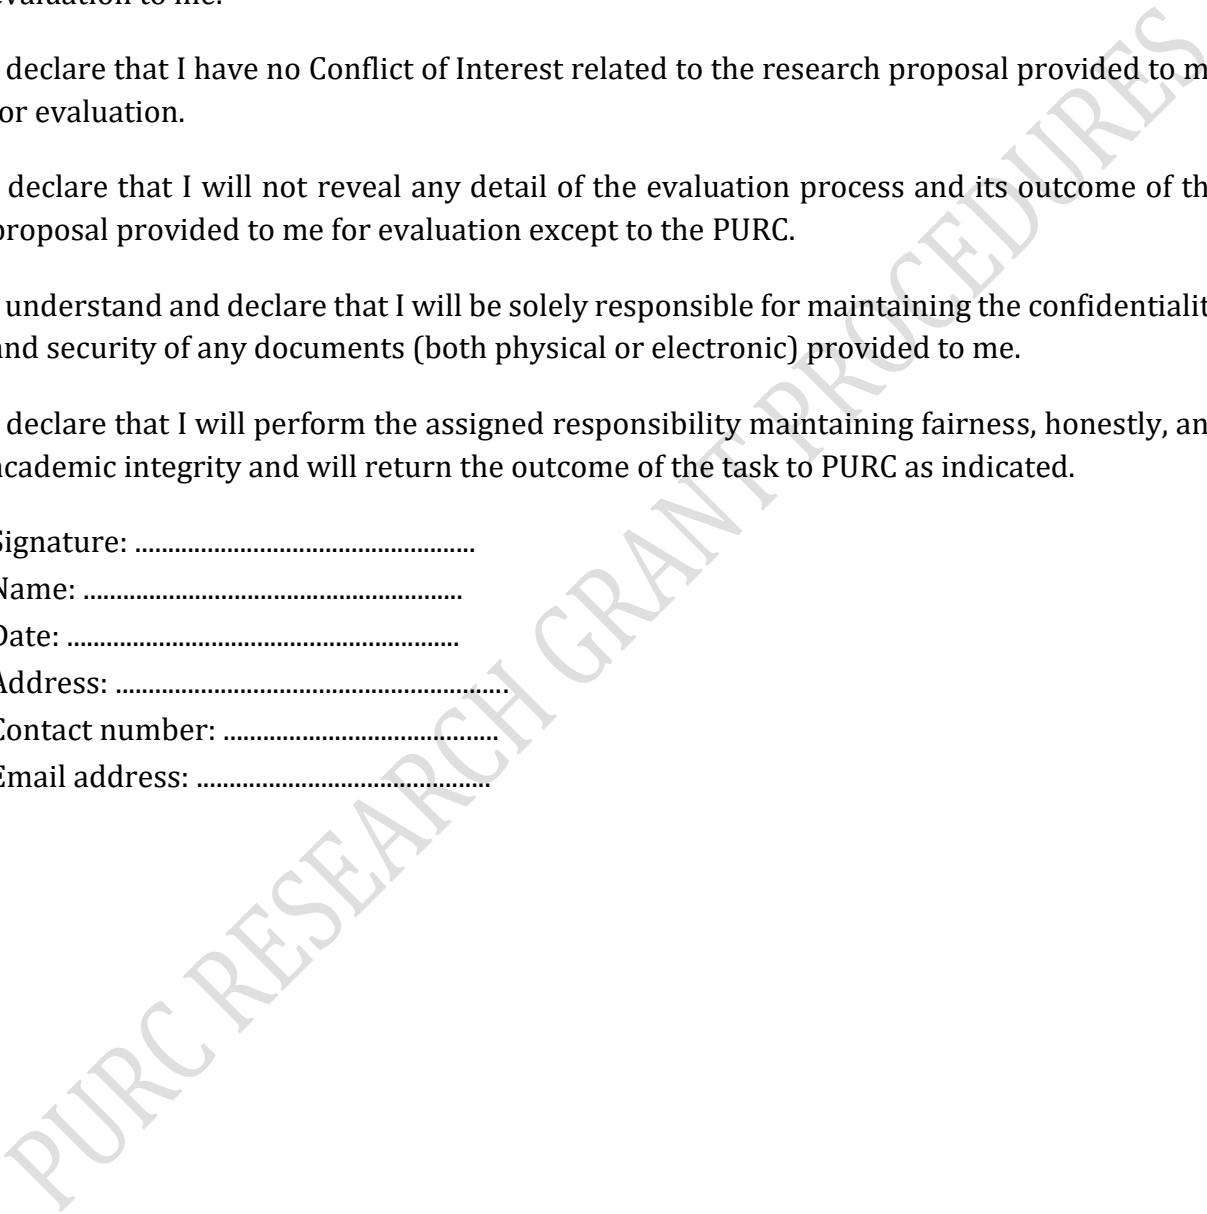 evaluation to me.
declare that I have no Conflict of Interest related to the research proposal provided to m
for evaluation.
declare that I will not reveal any detail of the evaluation process and its outcome of th
proposal provided to me for evaluation except to the PURC.
understand and declare that I will be solely responsible for maintaining the confidentialit
and security of any documents (both physical or electronic) provided to me.
declare that I will perform the assigned responsibility maintaining fairness, honestly, an
academic integrity and will return the outcome of the task to PURC as indicated.
Signature: ....................................................
Name: ..........................................................
Date: ............................................................
Address: ............................................................
Contact number: ..........................................
Email address: .............................................
PURC RESEARCH GRANT PROCEDURES